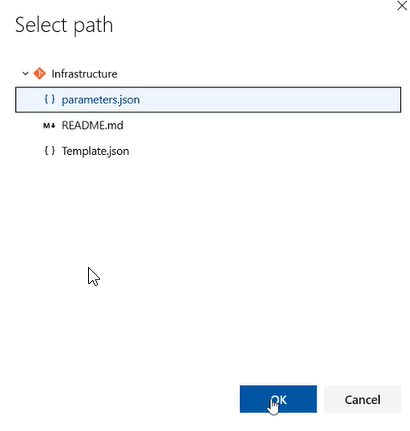 Select path
Infrastructure
{ } parameters.json
M↓ README.md
{ } Template.json
OK
Cancel